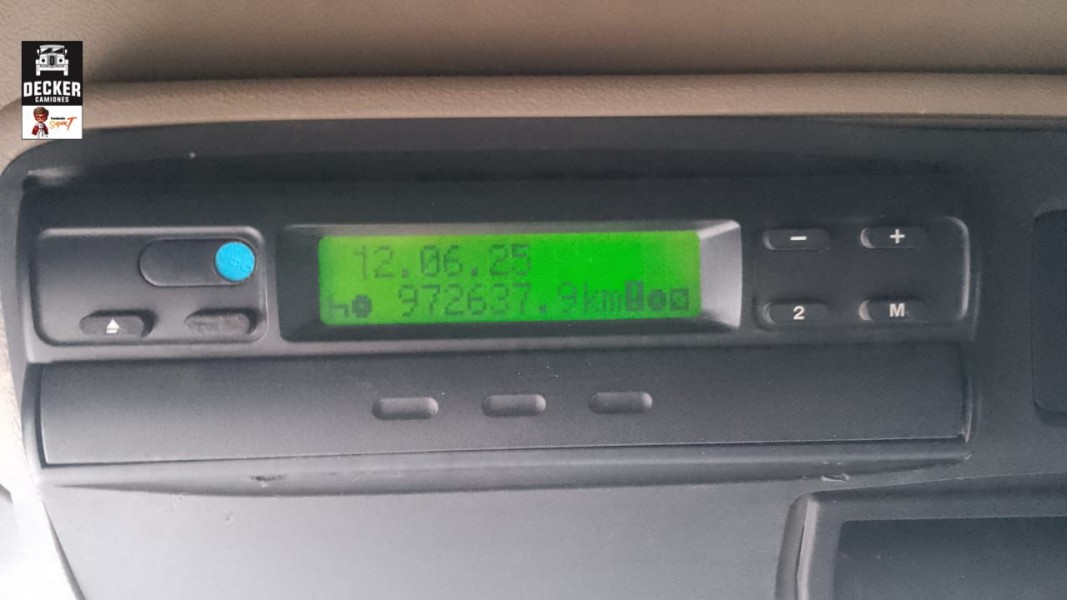 DECKER
CAMIONES
12.06.25
972637.9km
−
+
2
M